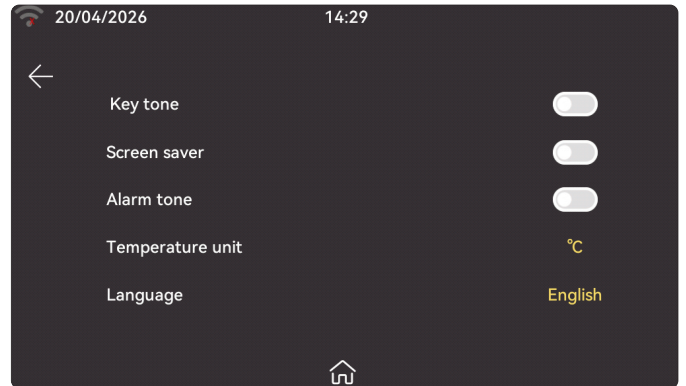 20/04/2026 14:29
Key tone
Screen saver
Alarm tone
Temperature unit ℃
Language English